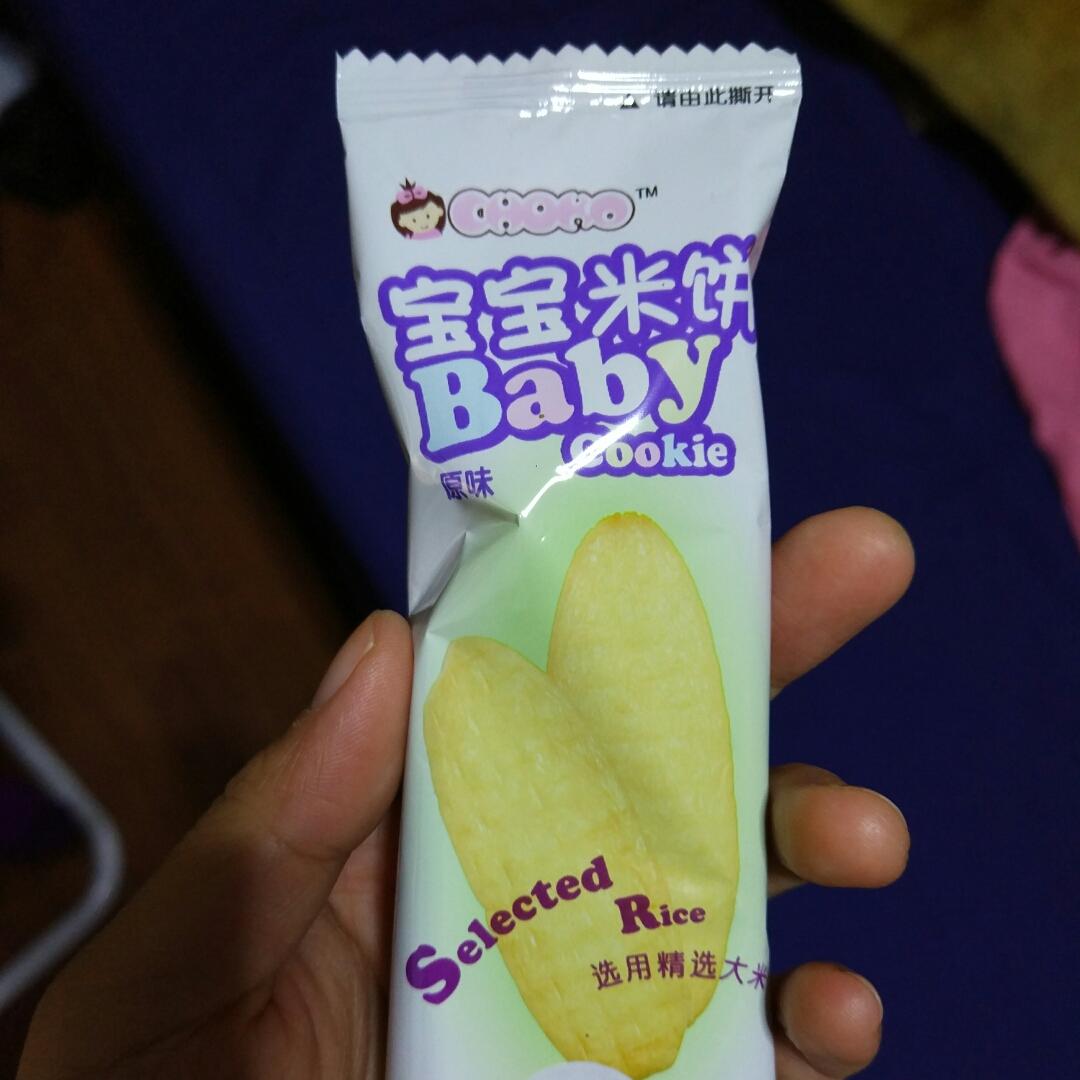 ▲ 请由此撕开
CHOMO™
宝宝米饼
Baby
Cookie
原味
Selected
Rice
选用精选大米